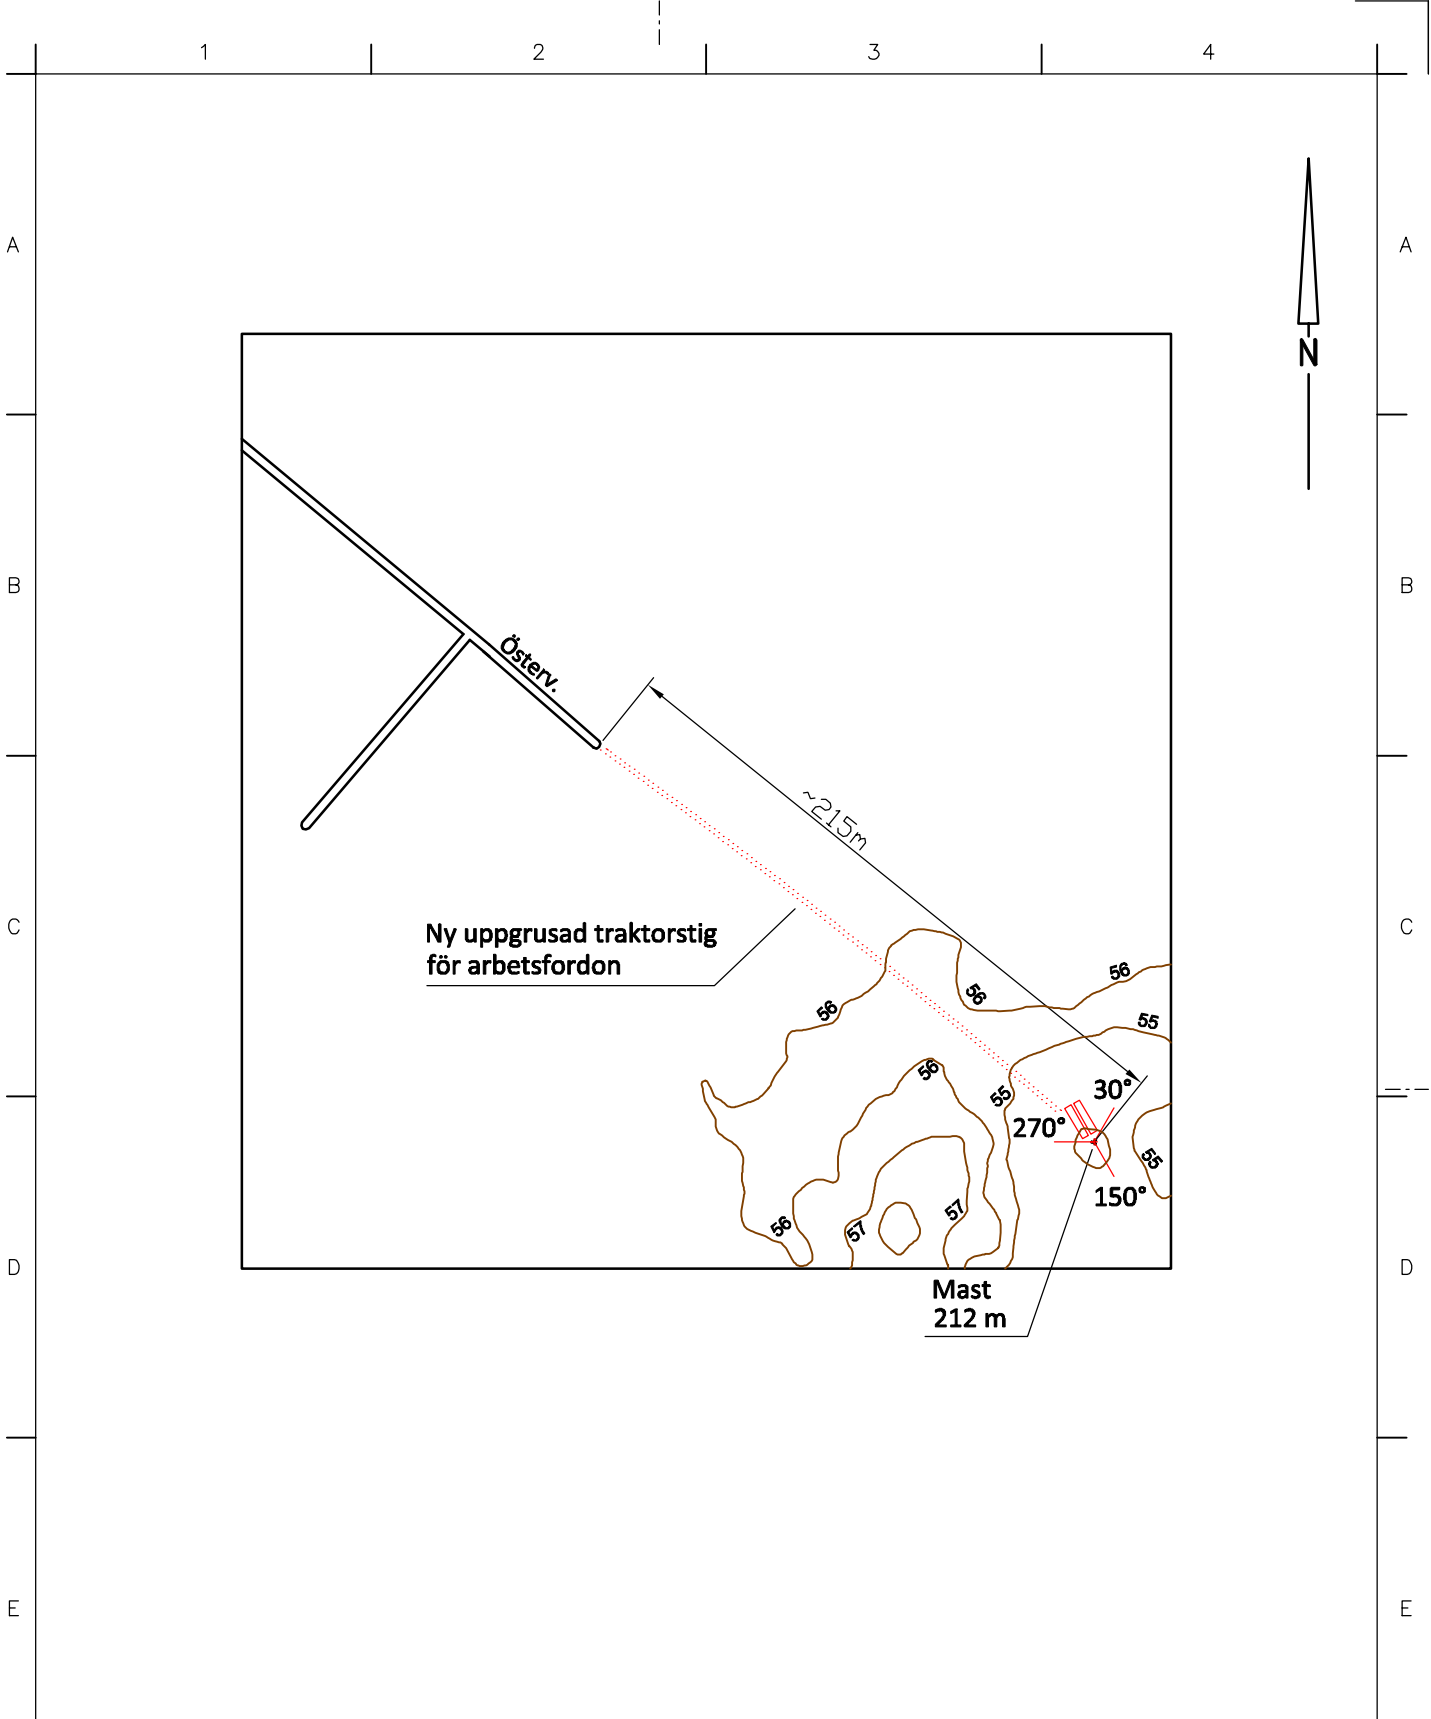 1 2 3 4
A A
N
B B
Österv.
~215m
C C
Ny uppgrusad traktorstig
för arbetsfordon
56
56
56
55
56
55
30°
270°
55
150°
57
56
57
D D
Mast
212 m
E E